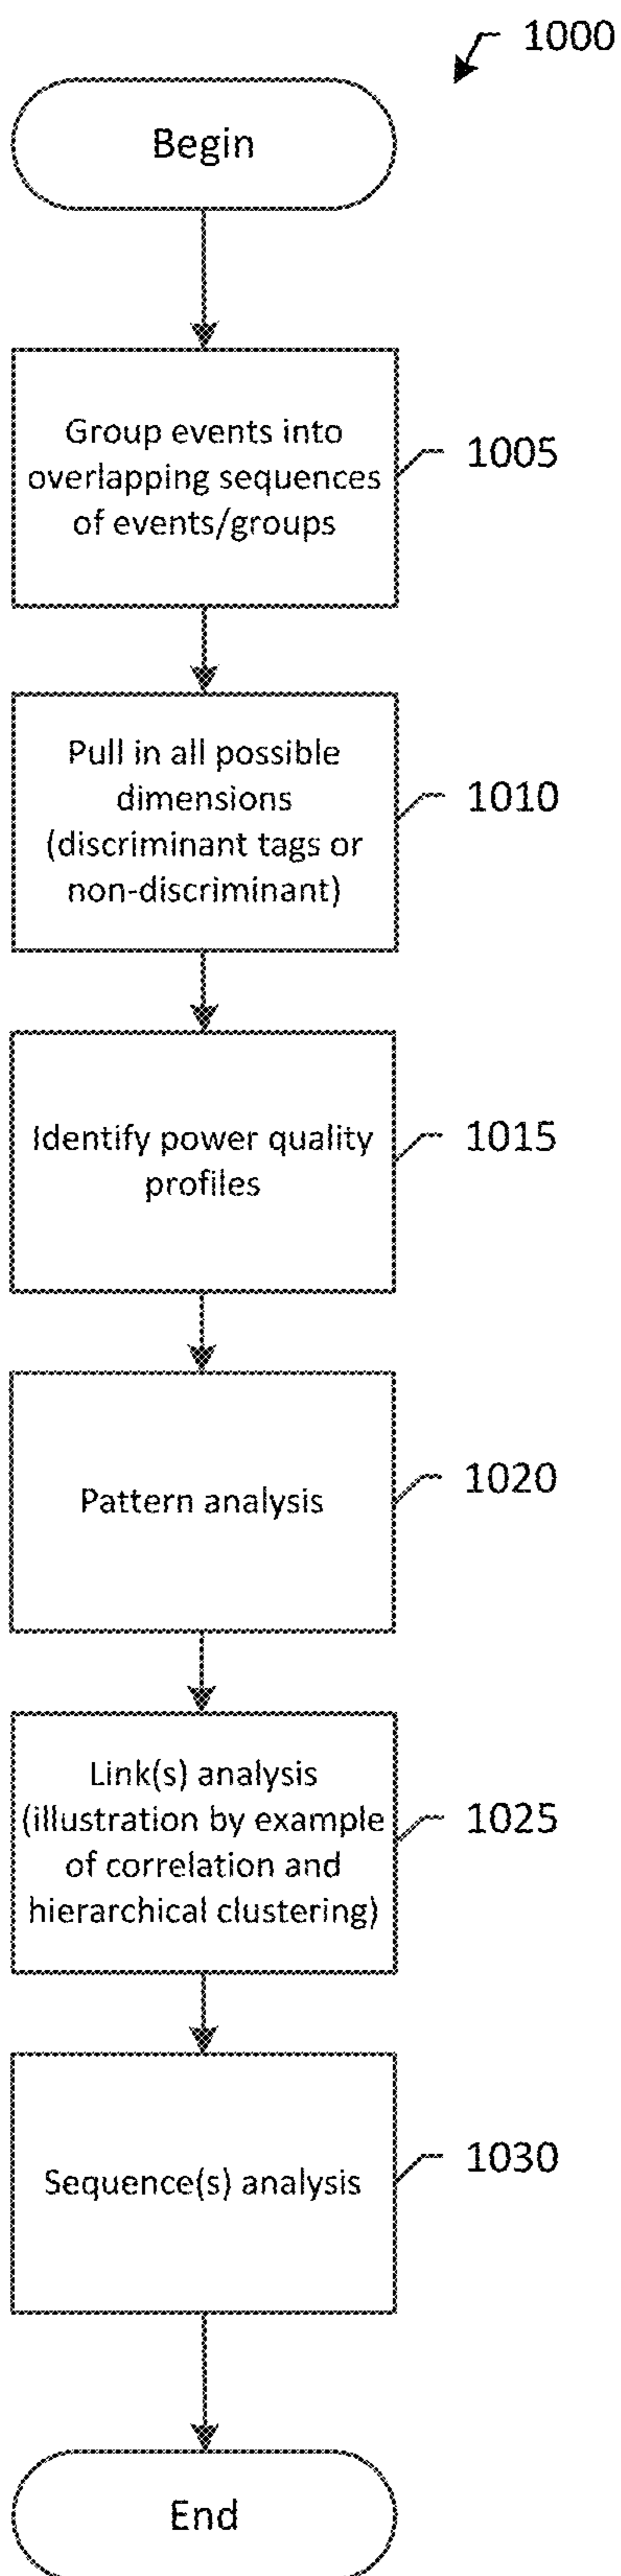 1000
Begin
Group events into
overlapping sequences
of events/groups
1005
Pull in all possible
dimensions
(discriminant tags or
non-discriminant)
1010
Identify power quality
profiles
1015
Pattern analysis
1020
Link(s) analysis
(illustration by example
of correlation and
hierarchical clustering)
1025
Sequence(s) analysis
1030
End